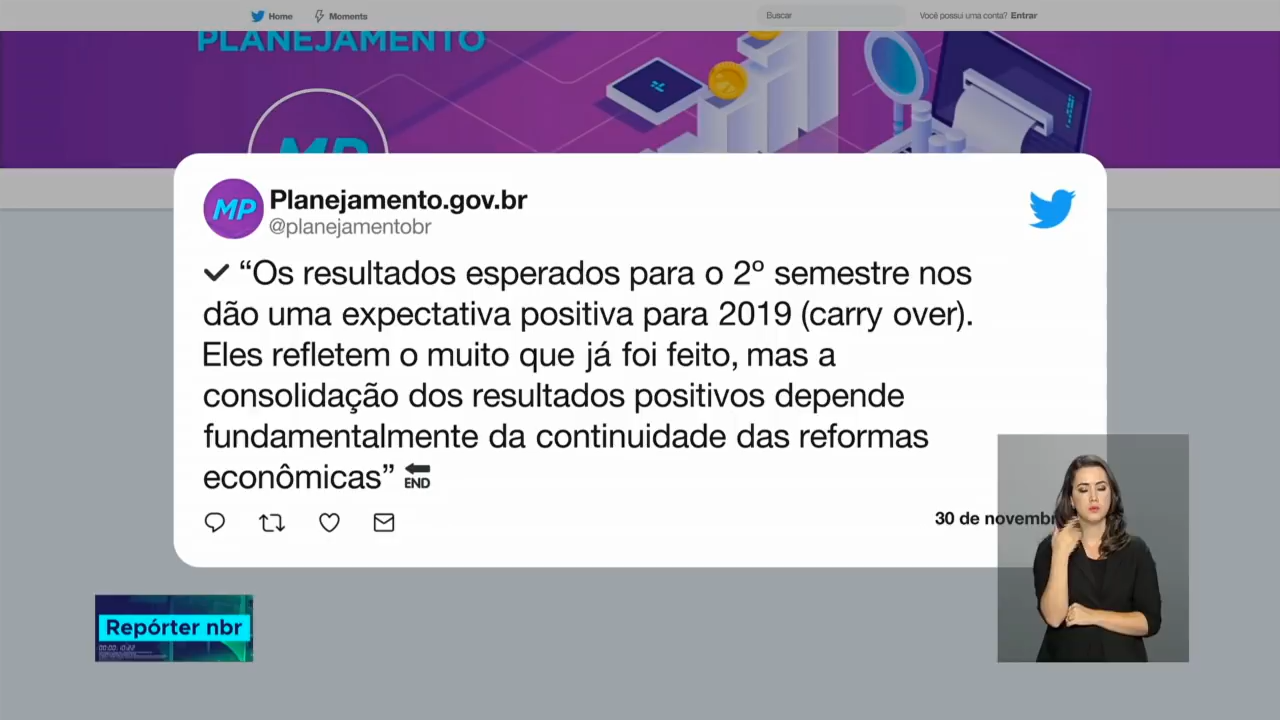 Home
Moments
Buscar
Você possui uma conta? Entrar
PLANEJAMENTO
MP
MP
Planejamento.gov.br
@planejamentobr
✔ “Os resultados esperados para o 2º semestre nos
dão uma expectativa positiva para 2019 (carry over).
Eles refletem o muito que já foi feito, mas a
consolidação dos resultados positivos depende
fundamentalmente da continuidade das reformas
econômicas” 🔚
30 de novembr
Repórter nbr